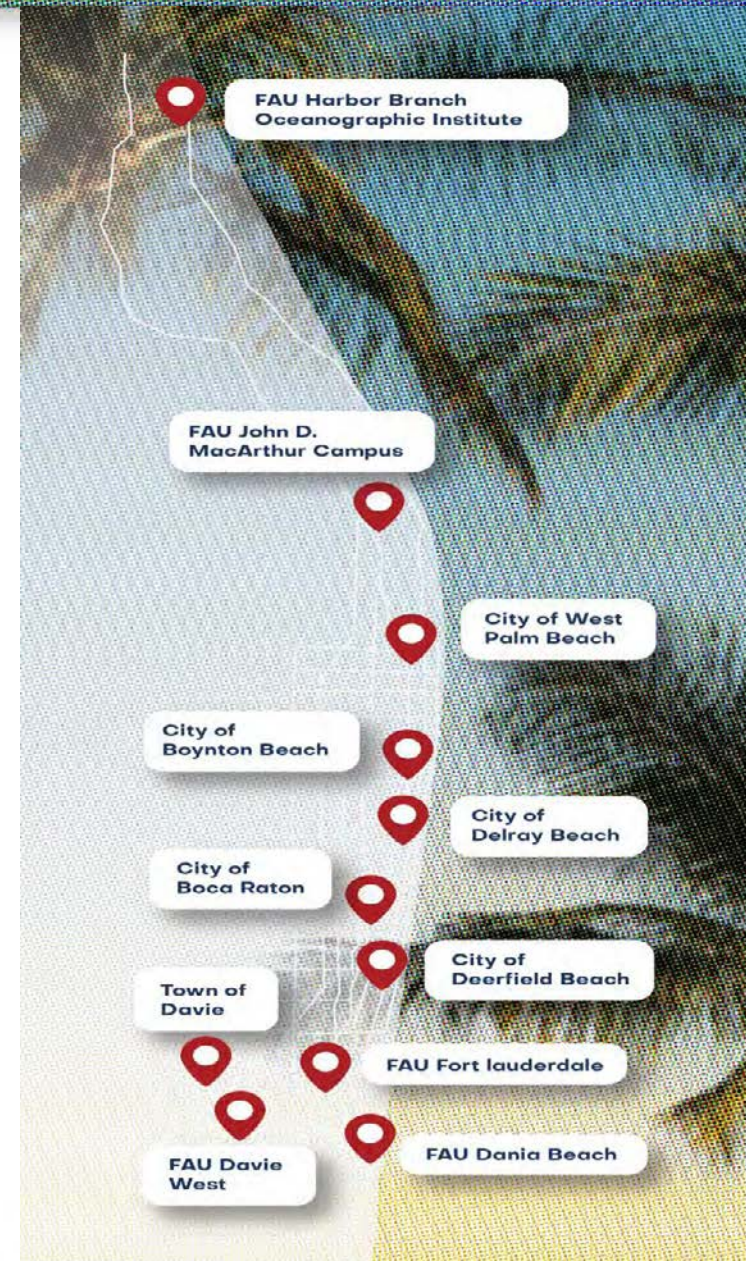 FAU Harbor Branch
Oceanographic Institute
FAU John D.
MacArthur Campus
City of West
Palm Beach
City of
Boynton Beach
City of
Delray Beach
City of
Boca Raton
City of
Deerfield Beach
Town of
Davie
FAU Fort lauderdale
FAU Dania Beach
FAU Davie
West